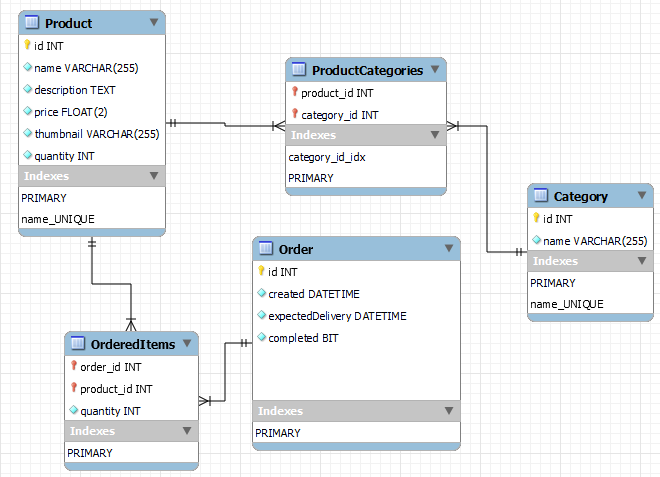 Product
id INT
name VARCHAR(255)
description TEXT
price FLOAT(2)
thumbnail VARCHAR(255)
quantity INT
Indexes
PRIMARY
name_UNIQUE
ProductCategories
product_id INT
category_id INT
Indexes
category_id_idx
PRIMARY
Category
id INT
name VARCHAR(255)
Indexes
PRIMARY
name_UNIQUE
Order
id INT
created DATETIME
expectedDelivery DATETIME
completed BIT
Indexes
PRIMARY
OrderedItems
order_id INT
product_id INT
quantity INT
Indexes
PRIMARY